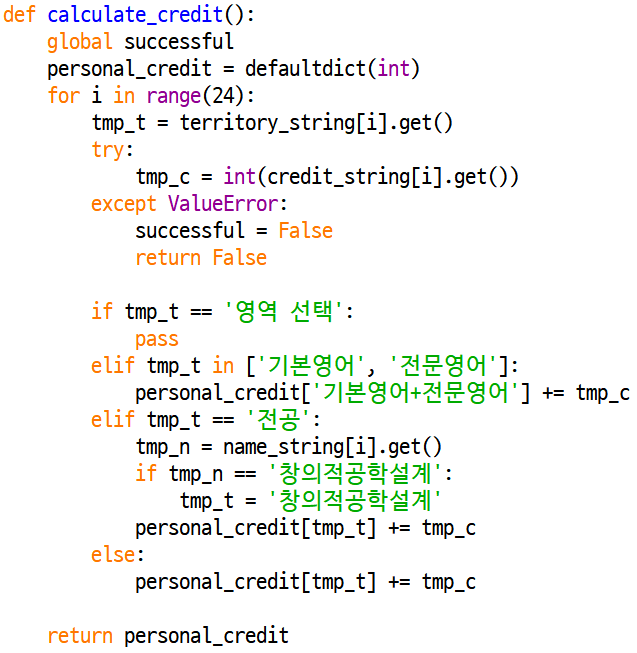 def calculate_credit():
    global successful
    personal_credit = defaultdict(int)
    for i in range(24):
        tmp_t = territory_string[i].get()
        try:
            tmp_c = int(credit_string[i].get())
        except ValueError:
            successful = False
            return False

        if tmp_t == '영역 선택':
            pass
        elif tmp_t in ['기본영어', '전문영어']:
            personal_credit['기본영어+전문영어'] += tmp_c
        elif tmp_t == '전공':
            tmp_n = name_string[i].get()
            if tmp_n == '창의적공학설계':
                tmp_t = '창의적공학설계'
            personal_credit[tmp_t] += tmp_c
        else:
            personal_credit[tmp_t] += tmp_c

    return personal_credit